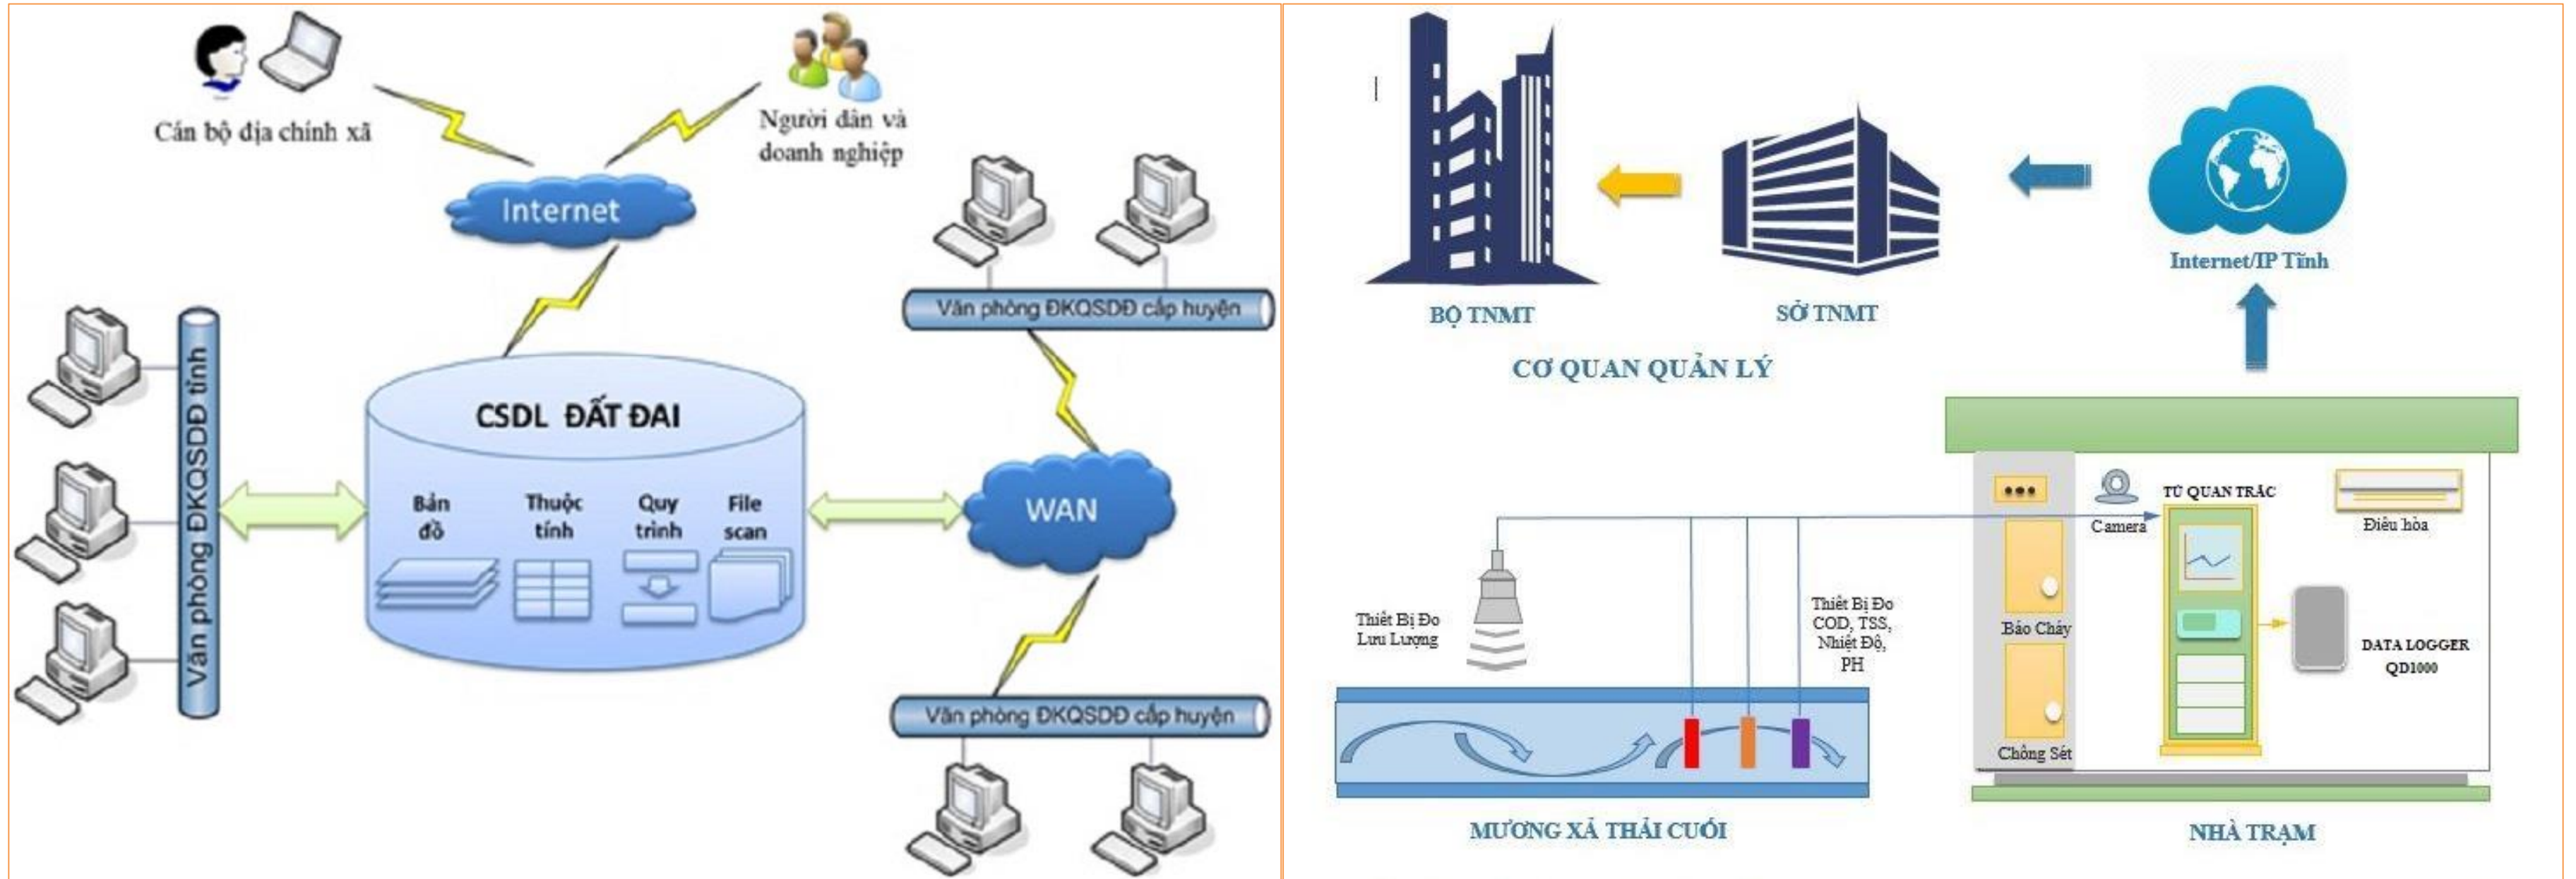 Cán bộ địa chính xã
Người dân và
doanh nghiệp
Internet
Văn phòng ĐKQSDĐ cấp huyện
Văn phòng ĐKQSDĐ tỉnh
CSDL ĐẤT ĐAI
Bản
đồ
Thuộc
tính
Quy
trình
File
scan
WAN
Văn phòng ĐKQSDĐ cấp huyện
BỘ TNMT
SỞ TNMT
Internet/IP Tĩnh
CƠ QUAN QUẢN LÝ
Camera
TỦ QUAN TRẮC
Điều hòa
Thiết Bị Đo
Lưu Lượng
Thiết Bị Đo
COD, TSS,
Nhiệt Độ,
PH
Báo Cháy
DATA LOGGER
QD1000
Chống Sét
MƯƠNG XẢ THẢI CUỐI
NHÀ TRẠM